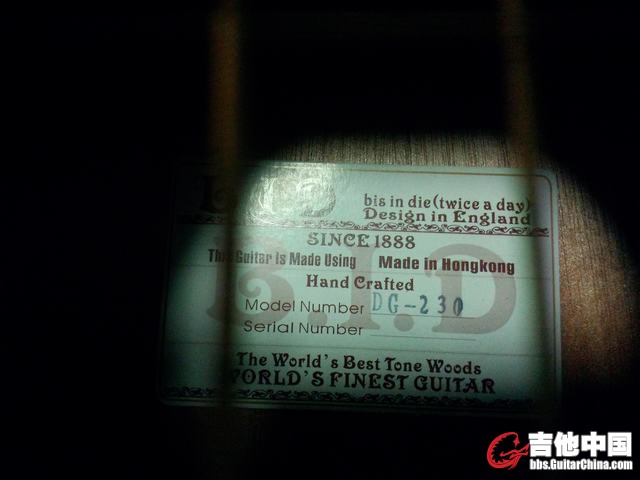 bis in die (twice a day)
Design in England
SINCE 1888
This Guitar Is Made Using Made in Hongkong
Hand Crafted
Model Number DG-230
Serial Number
B.I.D
The World's Best Tone Woods
WORLD'S FINEST GUITAR
吉他中国
bbs.GuitarChina.com